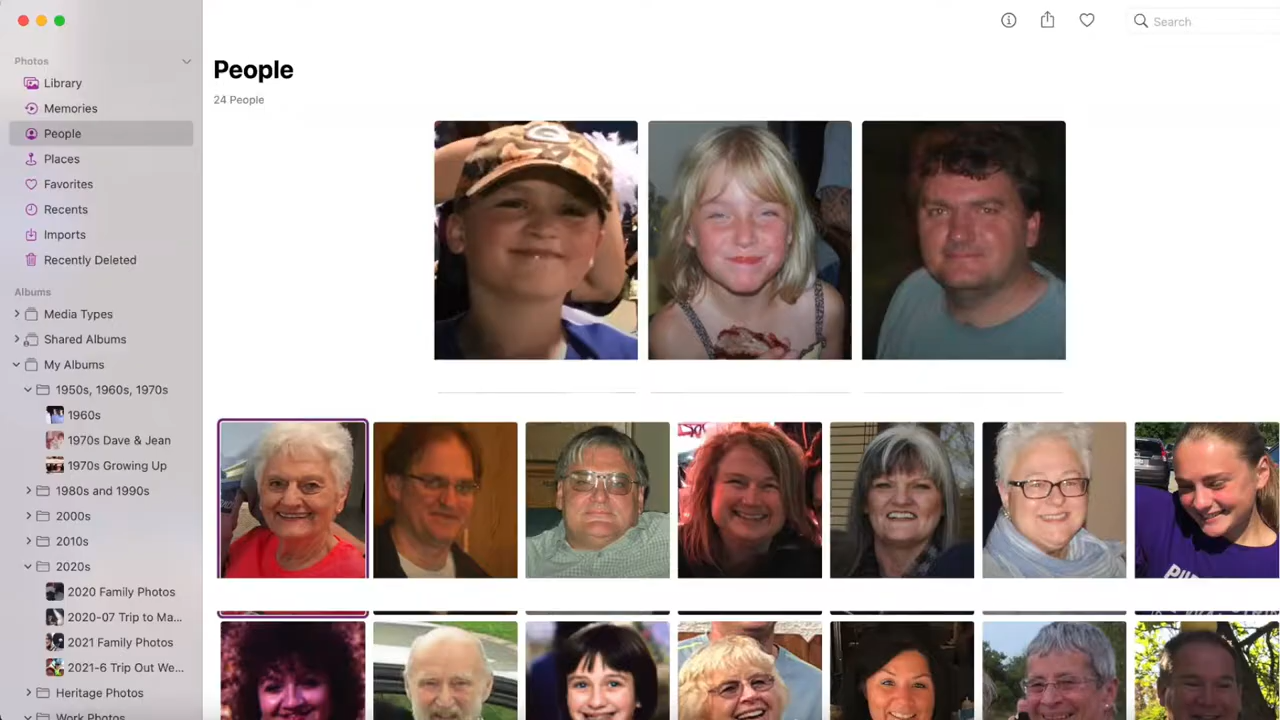 Search
Photos
Library
Memories
People
Places
Favorites
Recents
Imports
Recently Deleted
Albums
Media Types
Shared Albums
My Albums
1950s, 1960s, 1970s
1960s
1970s Dave & Jean
1970s Growing Up
1980s and 1990s
2000s
2010s
2020s
2020 Family Photos
2020-07 Trip to Ma...
2021 Family Photos
2021-6 Trip Out We...
Heritage Photos
Work Photos
People
24 People
G